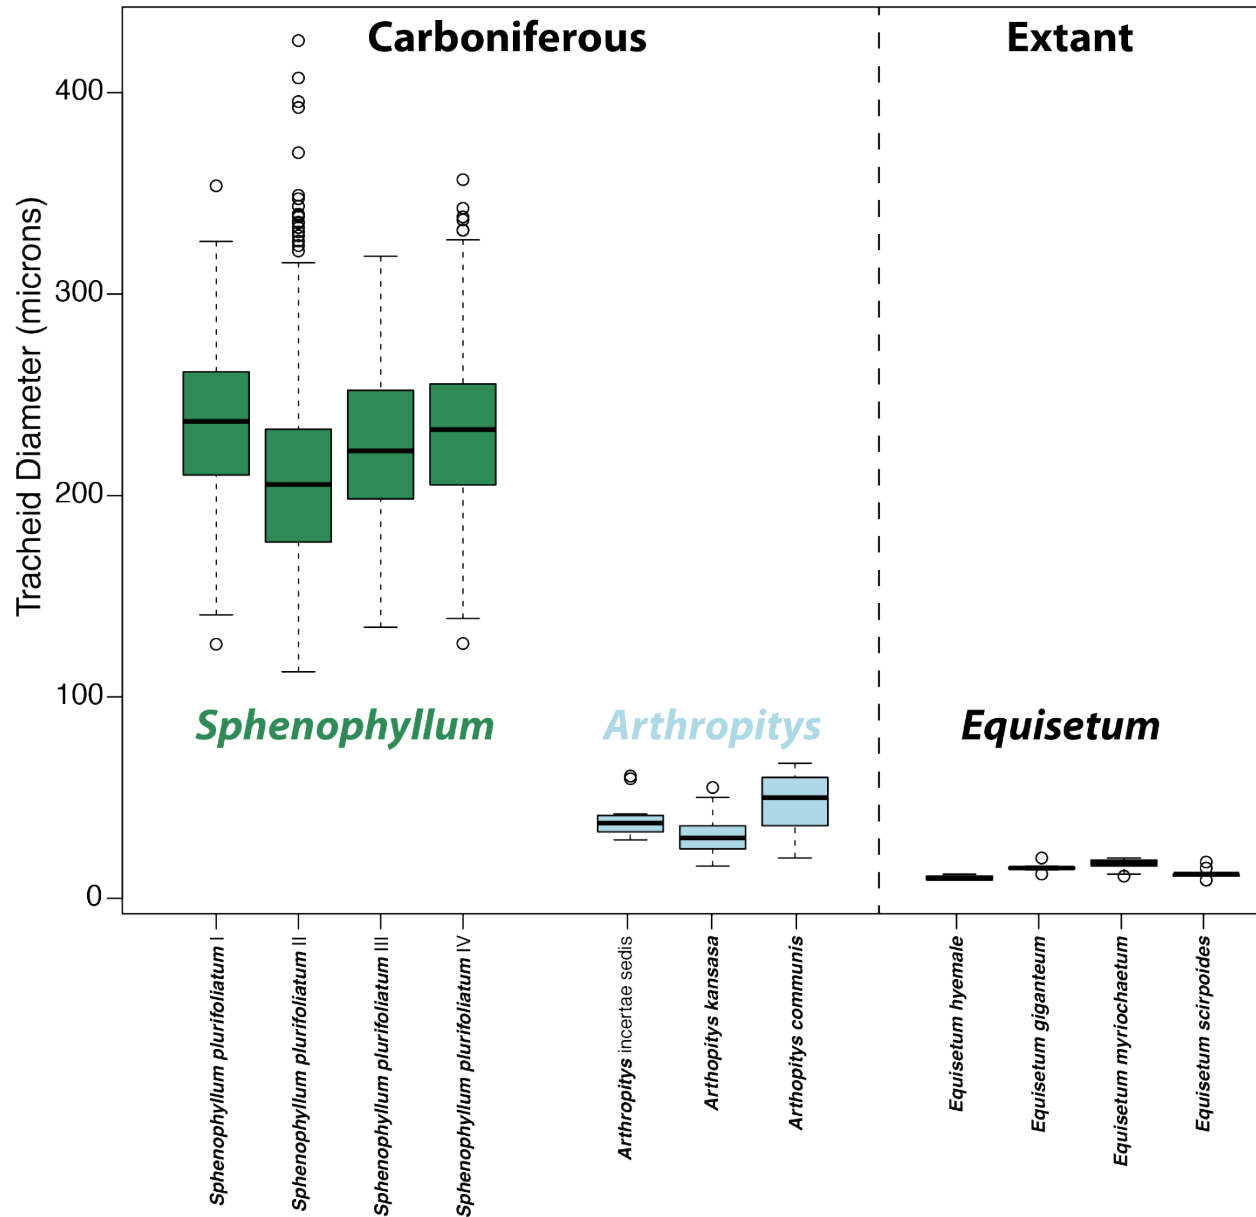 Carboniferous
Extant
Tracheid Diameter (microns)
400
300
200
100
0
Sphenophyllum
Arthropitys
Equisetum
Sphenophyllum plurifoliatum I
Sphenophyllum plurifoliatum II
Sphenophyllum plurifoliatum III
Sphenophyllum plurifoliatum IV
Arthropitys incertae sedis
Arthopitys kansasa
Arthopitys communis
Equisetum hyemale
Equisetum giganteum
Equisetum myriochaetum
Equisetum scirpoides